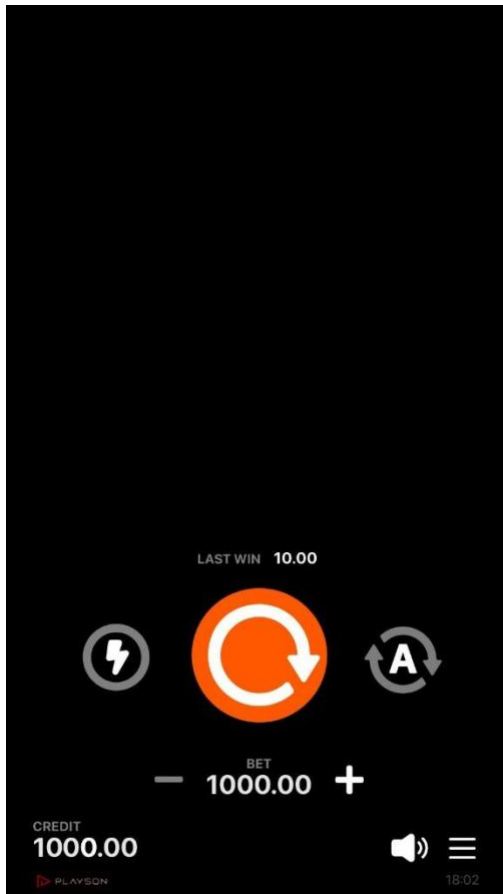 LAST WIN 10.00
A
BET
1000.00
CREDIT
1000.00
PLAYSON
18:02